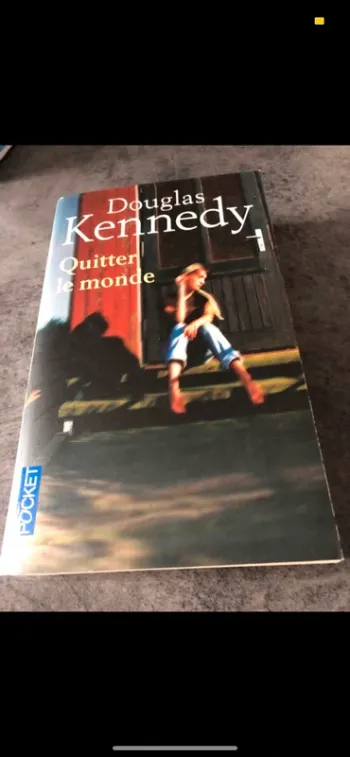 Douglas
Kennedy
Quitter
le monde
POCKET